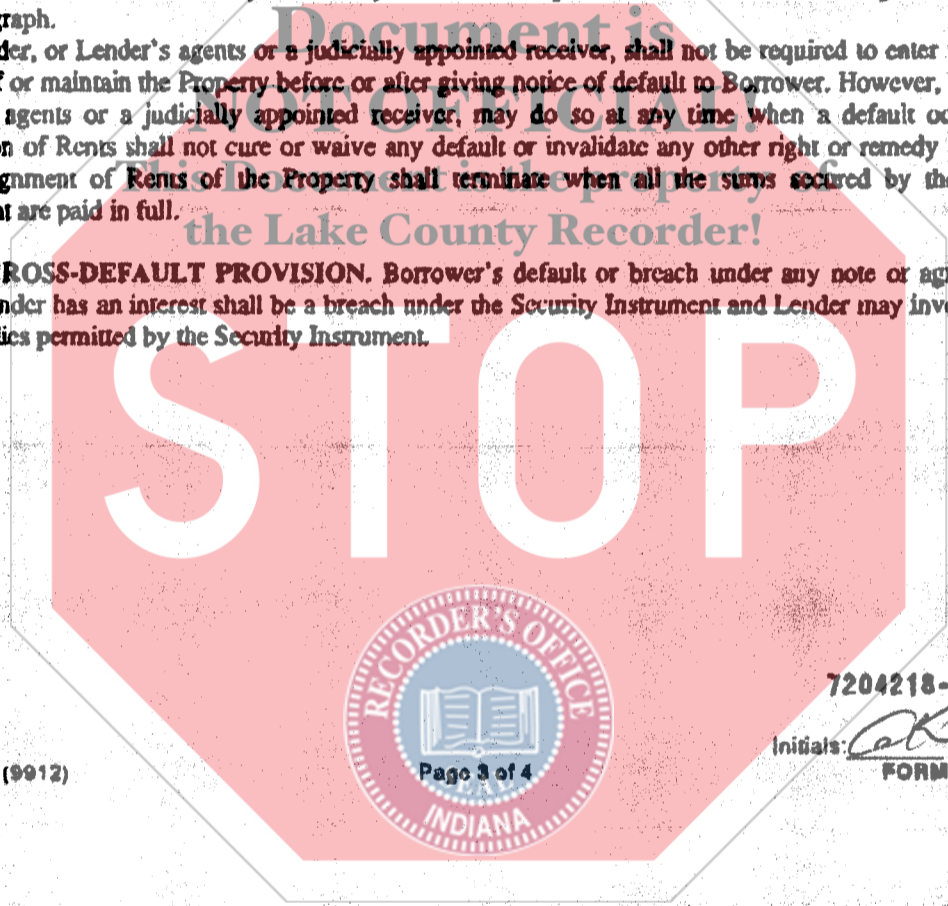 graph.
der, or Lender's agents or a judicially appointed receiver, shall not be required to enter
f or maintain the Property before or after giving notice of default to Borrower. However,
agents or a judicially appointed receiver, may do so at any time when a default oc
n of Rents shall not cure or waive any default or invalidate any other right or remedy
gnment of Rents of the Property shall terminate when all the sums secured by the
t are paid in full.
Document is
NOT OFFICIAL!
This Document is the property of
the Lake County Recorder!
ROSS-DEFAULT PROVISION. Borrower's default or breach under any note or ag
nder has an interest shall be a breach under the Security Instrument and Lender may inv
ies permitted by the Security Instrument.
STOP
RECORDER'S OFFICE
INDIANA
7204218-
Initials:
(9912)
Page 3 of 4
FORM